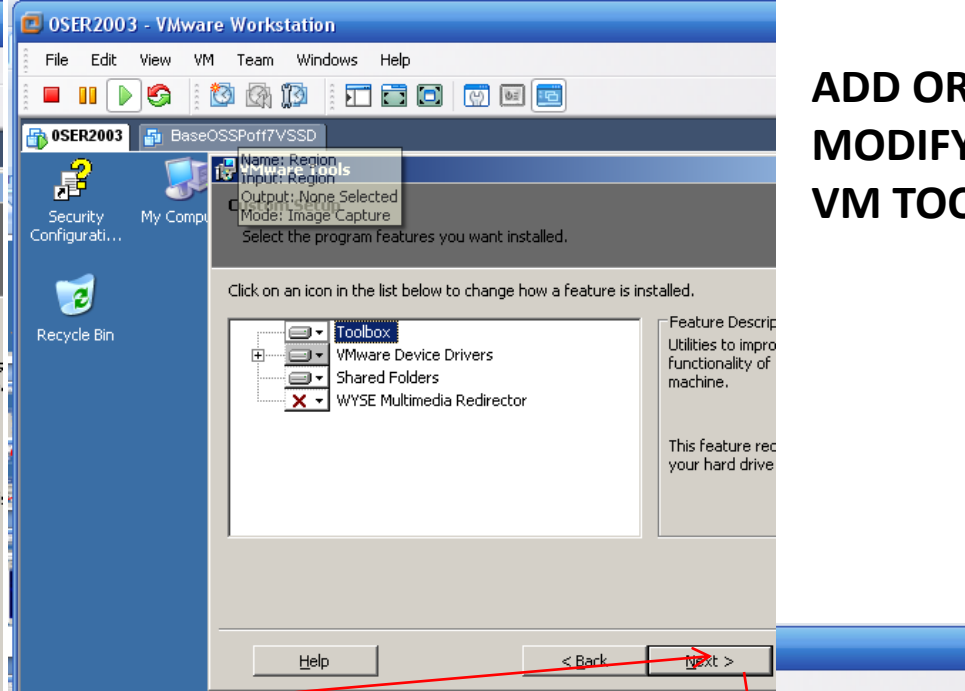 0SER2003 - VMware Workstation
File Edit View VM Team Windows Help
0SER2003 BaseOSSPoff7VSSD
Name: Region
Input: Region
Output: None Selected
Mode: Image Capture
VMware Tools
Custom Setup
Select the program features you want installed.
Security
Configurati...
My Compu
Recycle Bin
Click on an icon in the list below to change how a feature is installed.
Toolbox
VMware Device Drivers
Shared Folders
WYSE Multimedia Redirector
Feature Descrip
Utilities to impro
functionality of
machine.
This feature req
your hard drive
Help < Back Next >
ADD OR
MODIFY
VM TOO